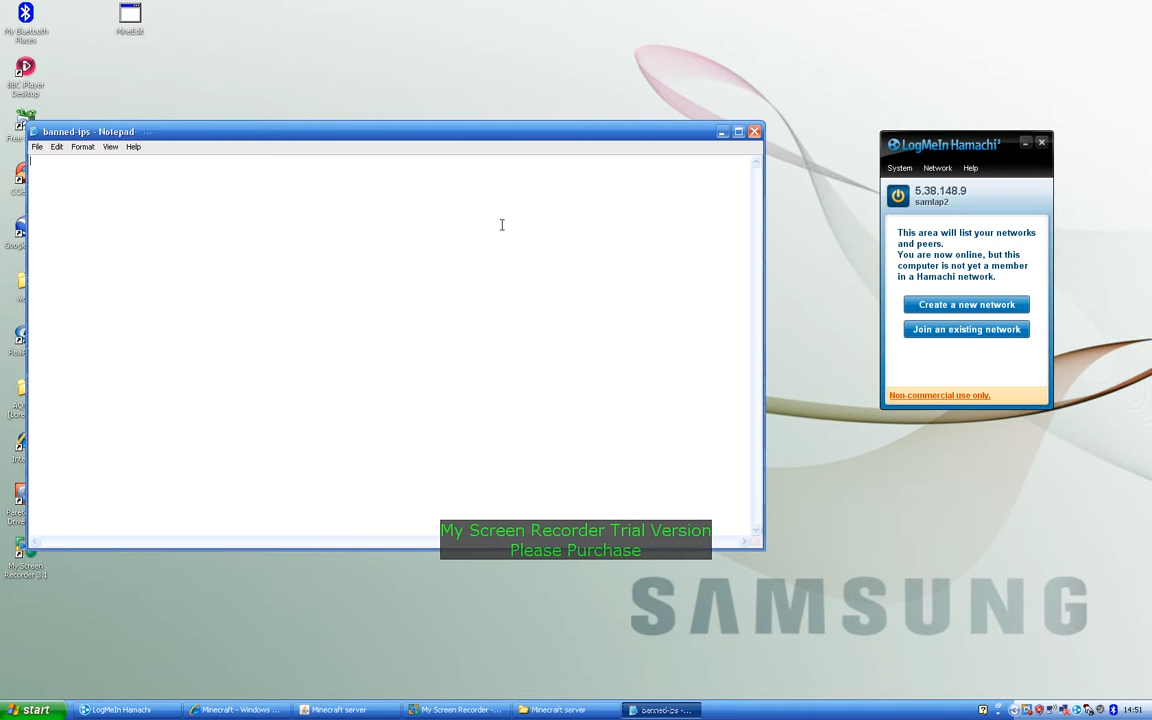 My Bluetooth
Places
MineEdit
BBC iPlayer
Desktop
banned-ips - Notepad
File Edit Format View Help
LogMeIn Hamachi²
System Network Help
5.38.148.9
samlap2
This area will list your networks
and peers.
You are now online, but this
computer is not yet a member
in a Hamachi network.
Create a new network
Join an existing network
Non-commercial use only.
My Screen Recorder Trial Version
Please Purchase
My Screen
Recorder 3.1
SAMSUNG
start
LogMeIn Hamachi
Minecraft - Windows ...
Minecraft server
My Screen Recorder -...
Minecraft server
banned-ips -...
14:51